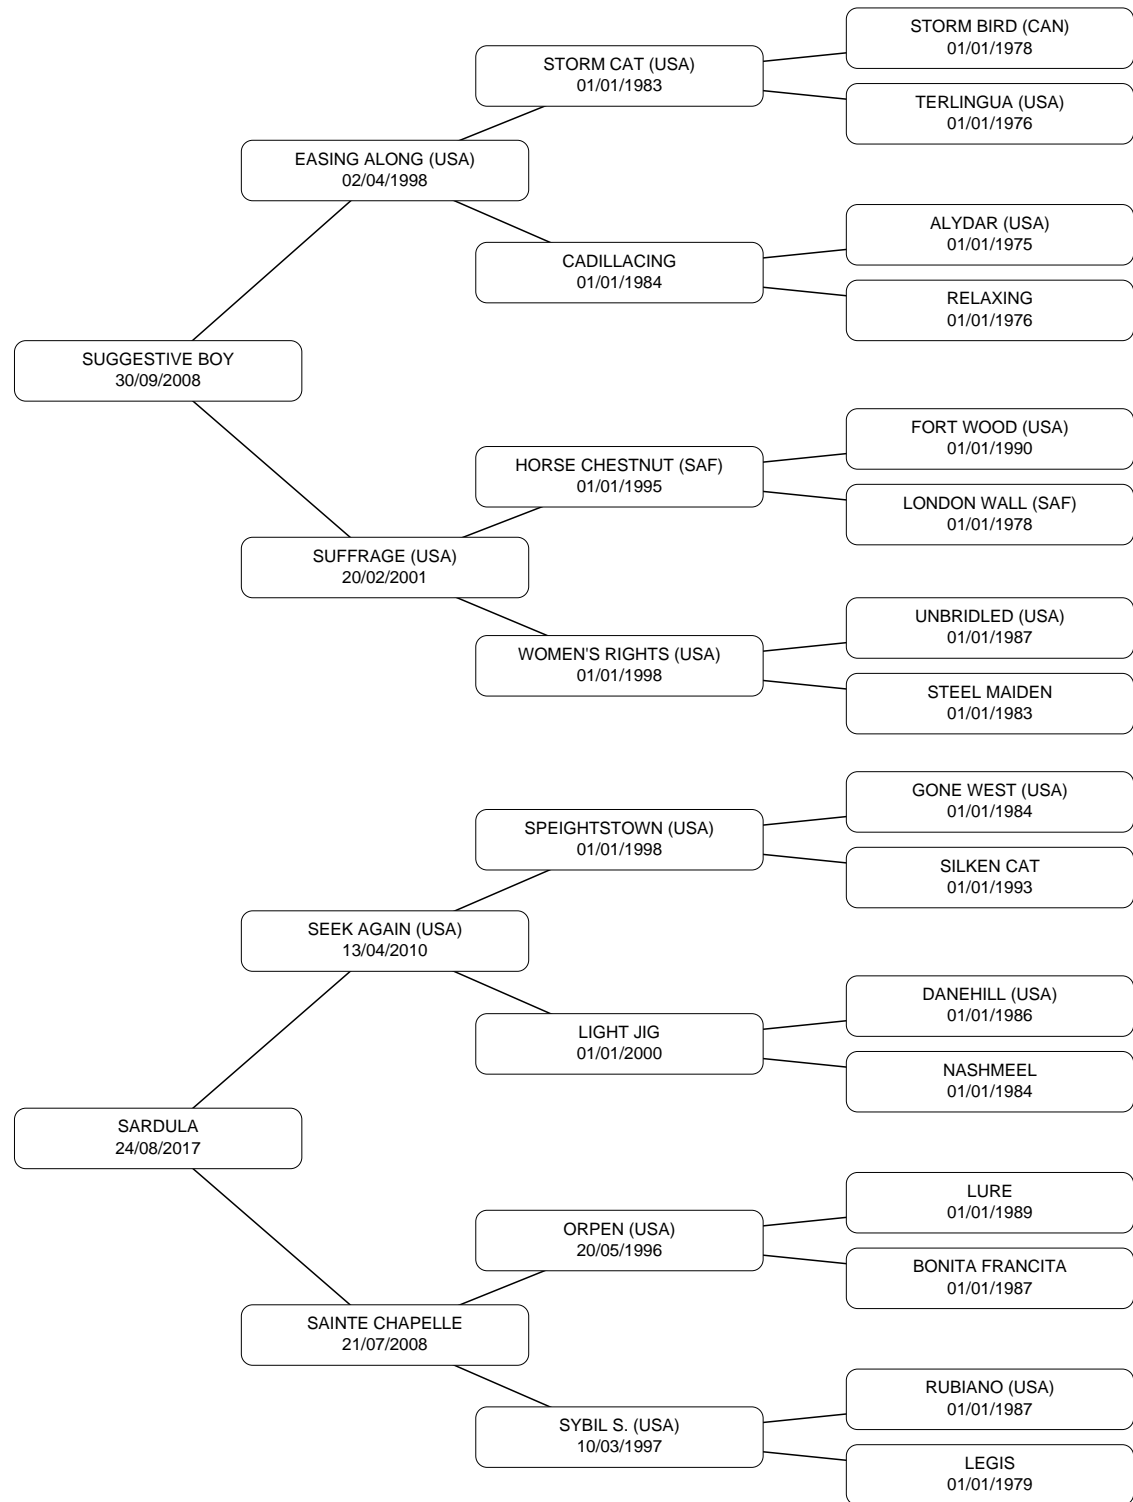 STORM BIRD (CAN)
01/01/1978
STORM CAT (USA)
01/01/1983
TERLINGUA (USA)
01/01/1976
EASING ALONG (USA)
02/04/1998
ALYDAR (USA)
01/01/1975
CADILLACING
01/01/1984
RELAXING
01/01/1976
SUGGESTIVE BOY
30/09/2008
FORT WOOD (USA)
01/01/1990
HORSE CHESTNUT (SAF)
01/01/1995
LONDON WALL (SAF)
01/01/1978
SUFFRAGE (USA)
20/02/2001
UNBRIDLED (USA)
01/01/1987
WOMEN'S RIGHTS (USA)
01/01/1998
STEEL MAIDEN
01/01/1983
GONE WEST (USA)
01/01/1984
SPEIGHTSTOWN (USA)
01/01/1998
SILKEN CAT
01/01/1993
SEEK AGAIN (USA)
13/04/2010
DANEHILL (USA)
01/01/1986
LIGHT JIG
01/01/2000
NASHMEEL
01/01/1984
SARDULA
24/08/2017
LURE
01/01/1989
ORPEN (USA)
20/05/1996
BONITA FRANCITA
01/01/1987
SAINTE CHAPELLE
21/07/2008
RUBIANO (USA)
01/01/1987
SYBIL S. (USA)
10/03/1997
LEGIS
01/01/1979